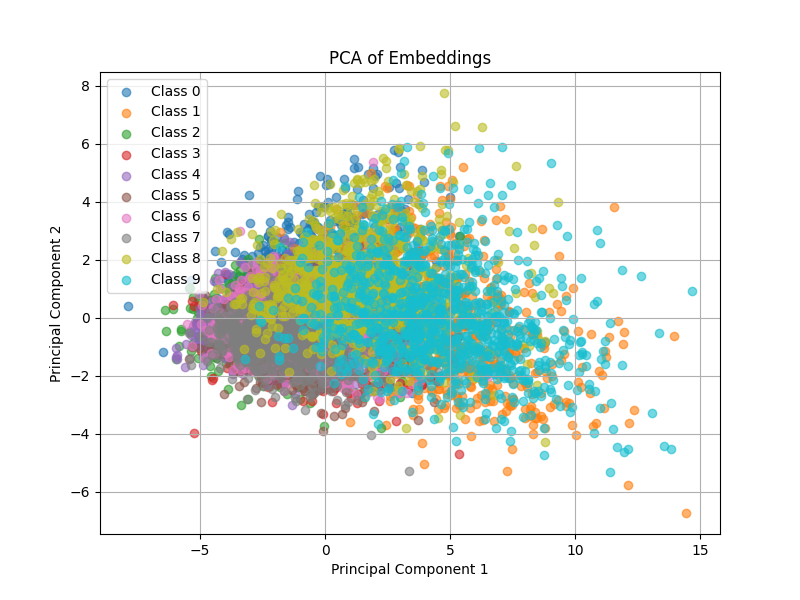 PCA of Embeddings
Class 0
Class 1
Class 2
Class 3
Class 4
Class 5
Class 6
Class 7
Class 8
Class 9
8
6
4
2
0
−2
−4
−6
Principal Component 2
−5 0 5 10 15
Principal Component 1